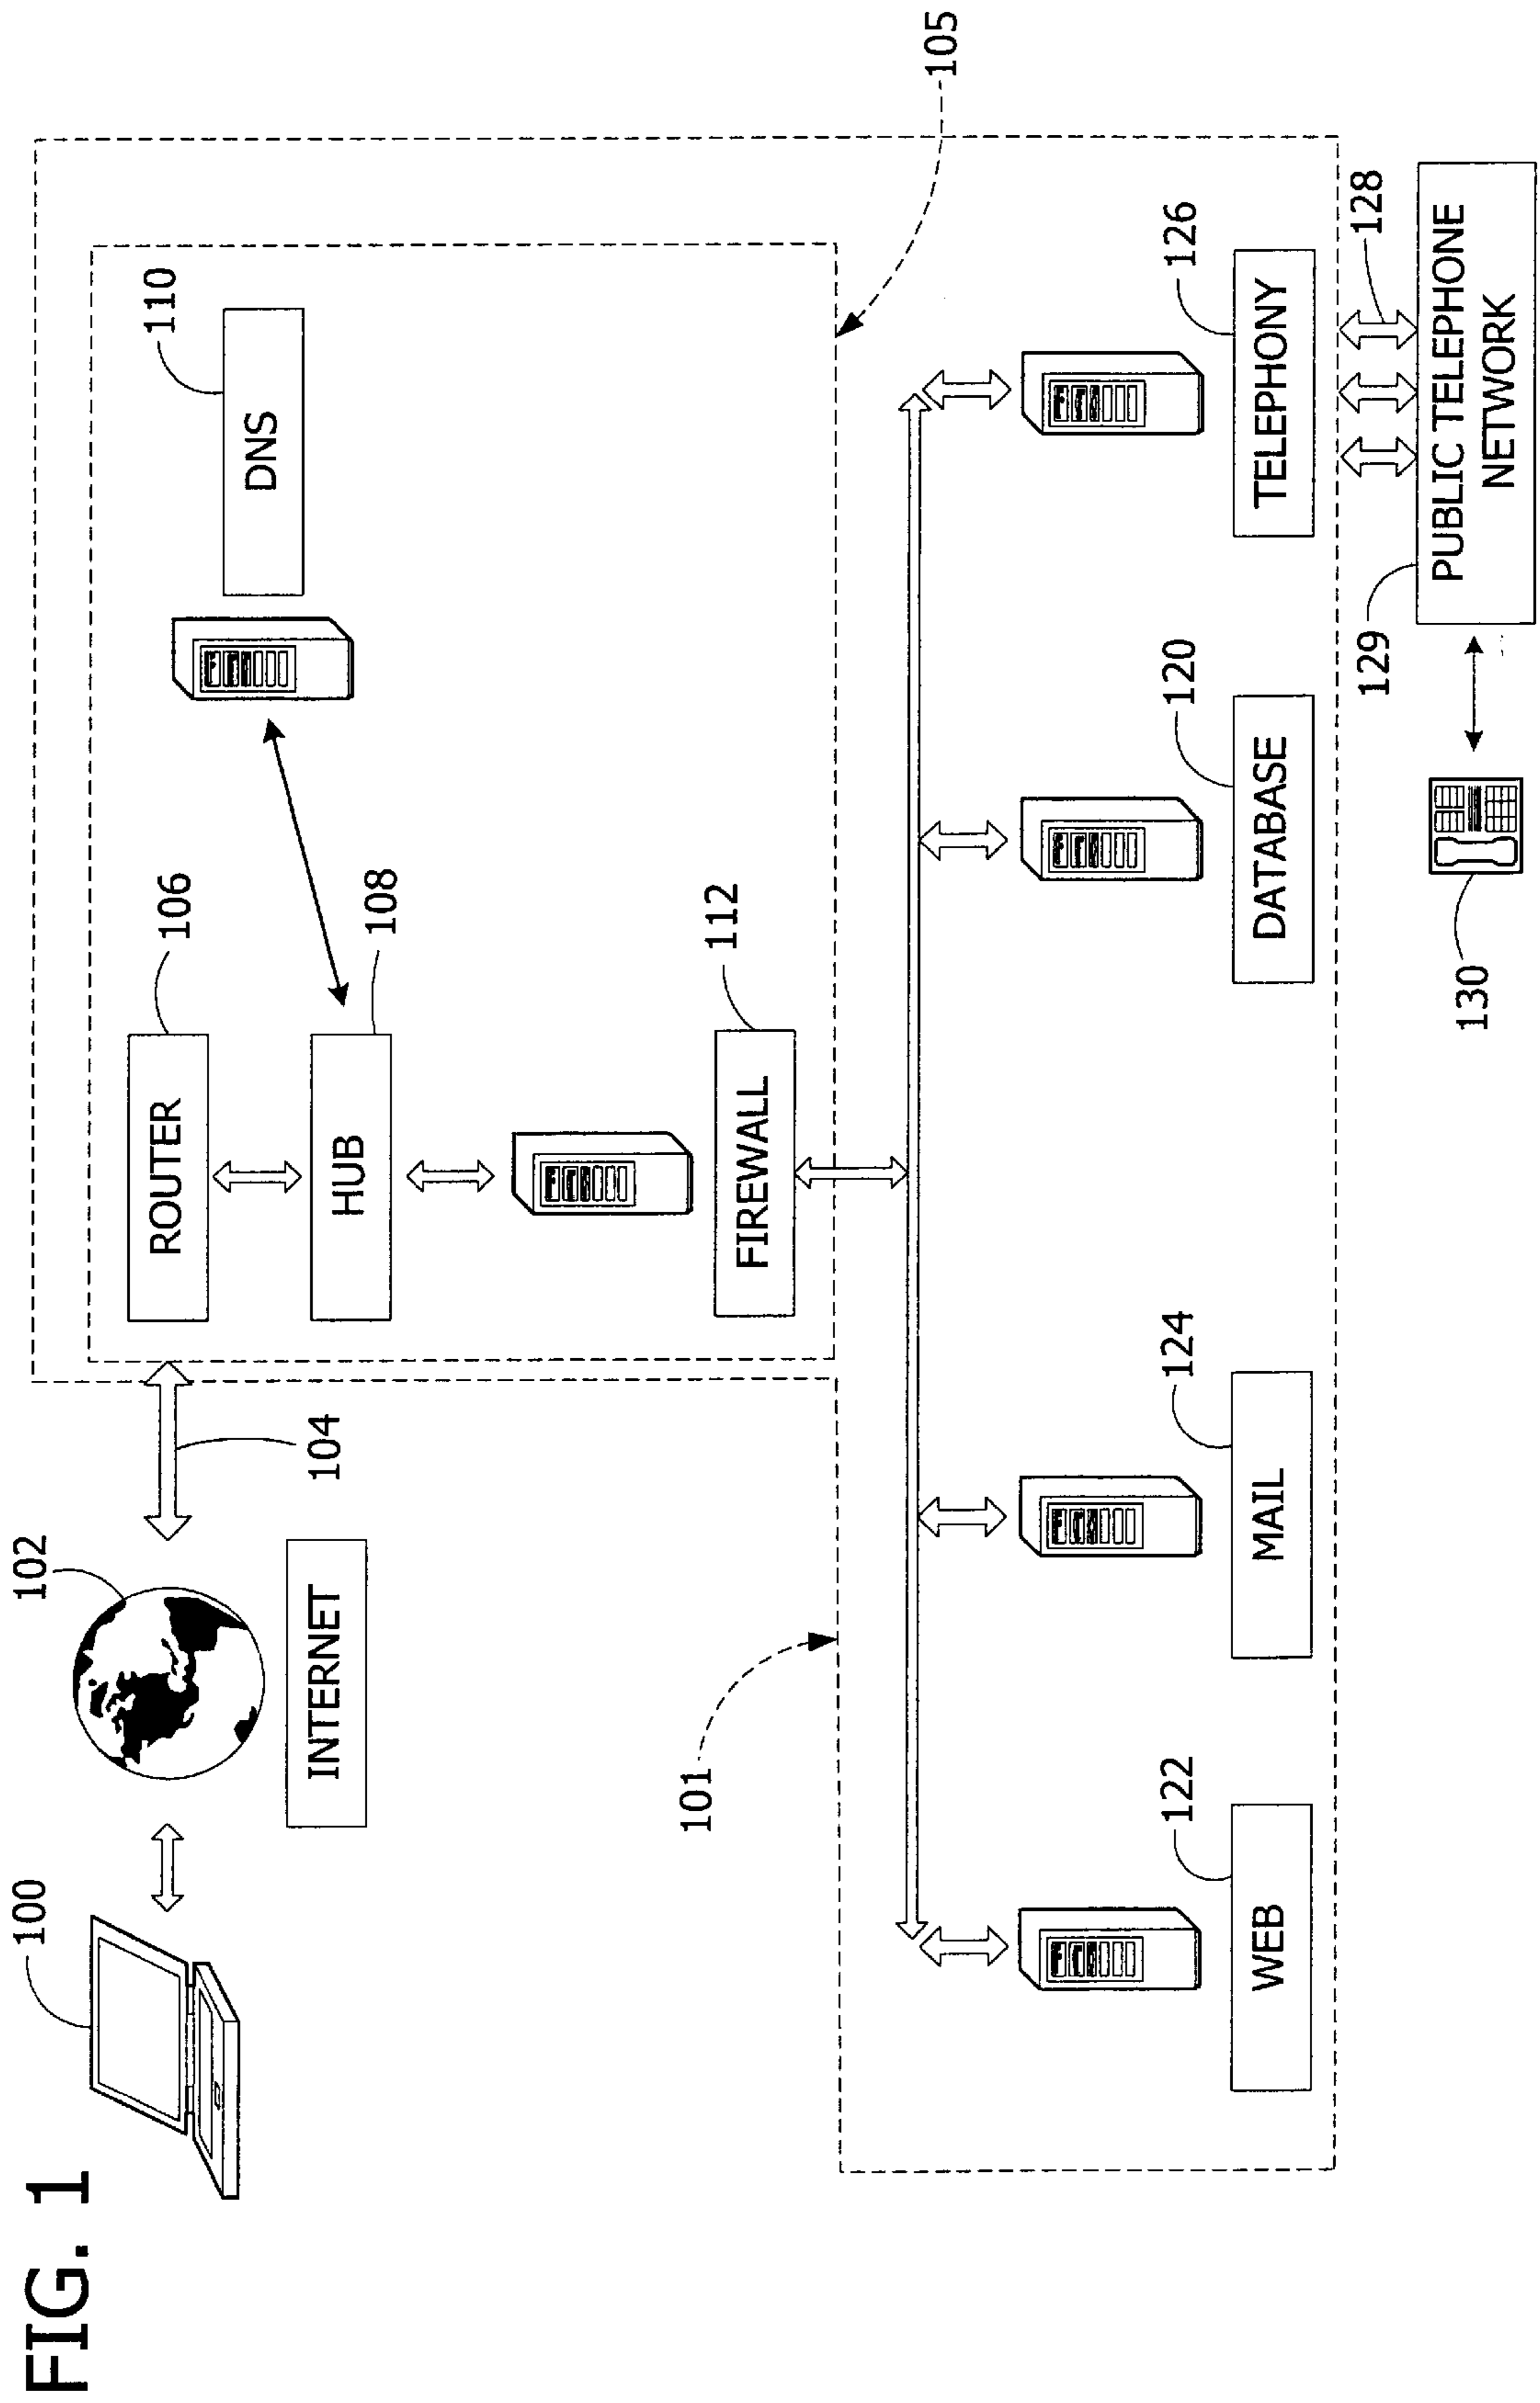 FIG. 1
100
102
INTERNET
104
ROUTER
106
HUB
108
DNS
110
FIREWALL
112
105
101
WEB
122
MAIL
124
DATABASE
120
TELEPHONY
126
128
PUBLIC TELEPHONE
NETWORK
129
130